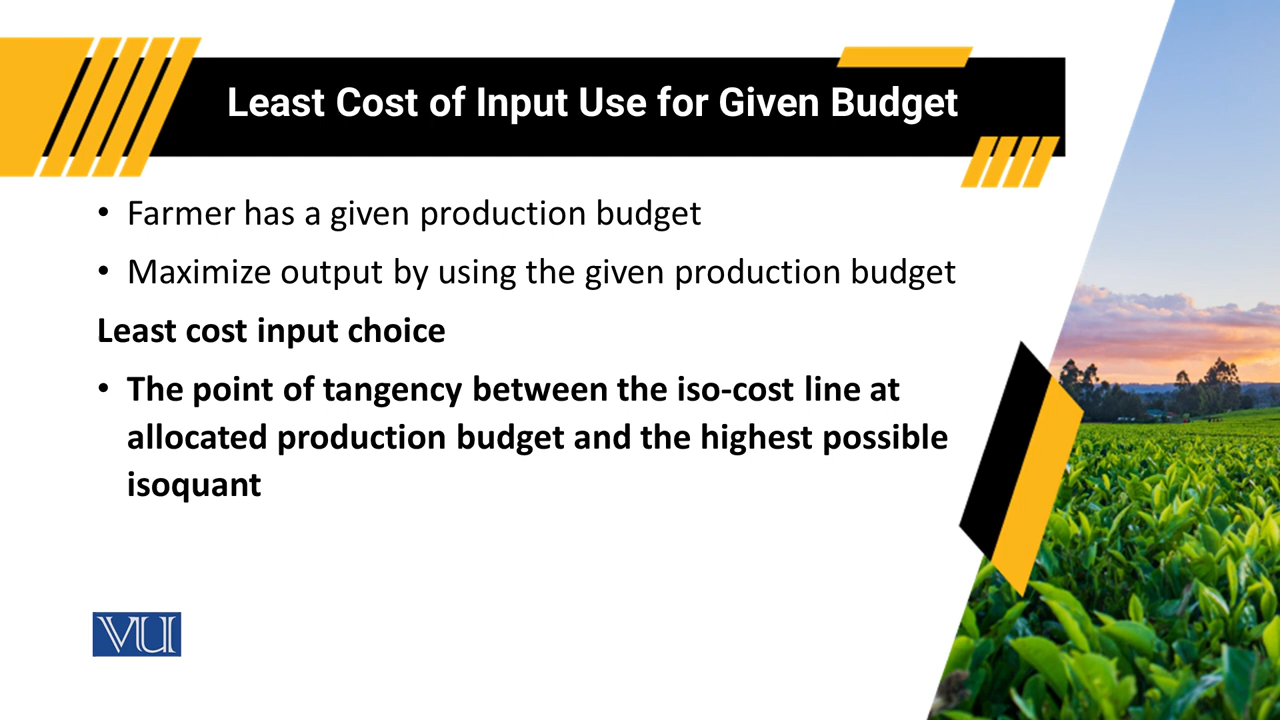 Least Cost of Input Use for Given Budget
• Farmer has a given production budget
• Maximize output by using the given production budget
Least cost input choice
• The point of tangency between the iso-cost line at
allocated production budget and the highest possible
isoquant
VU